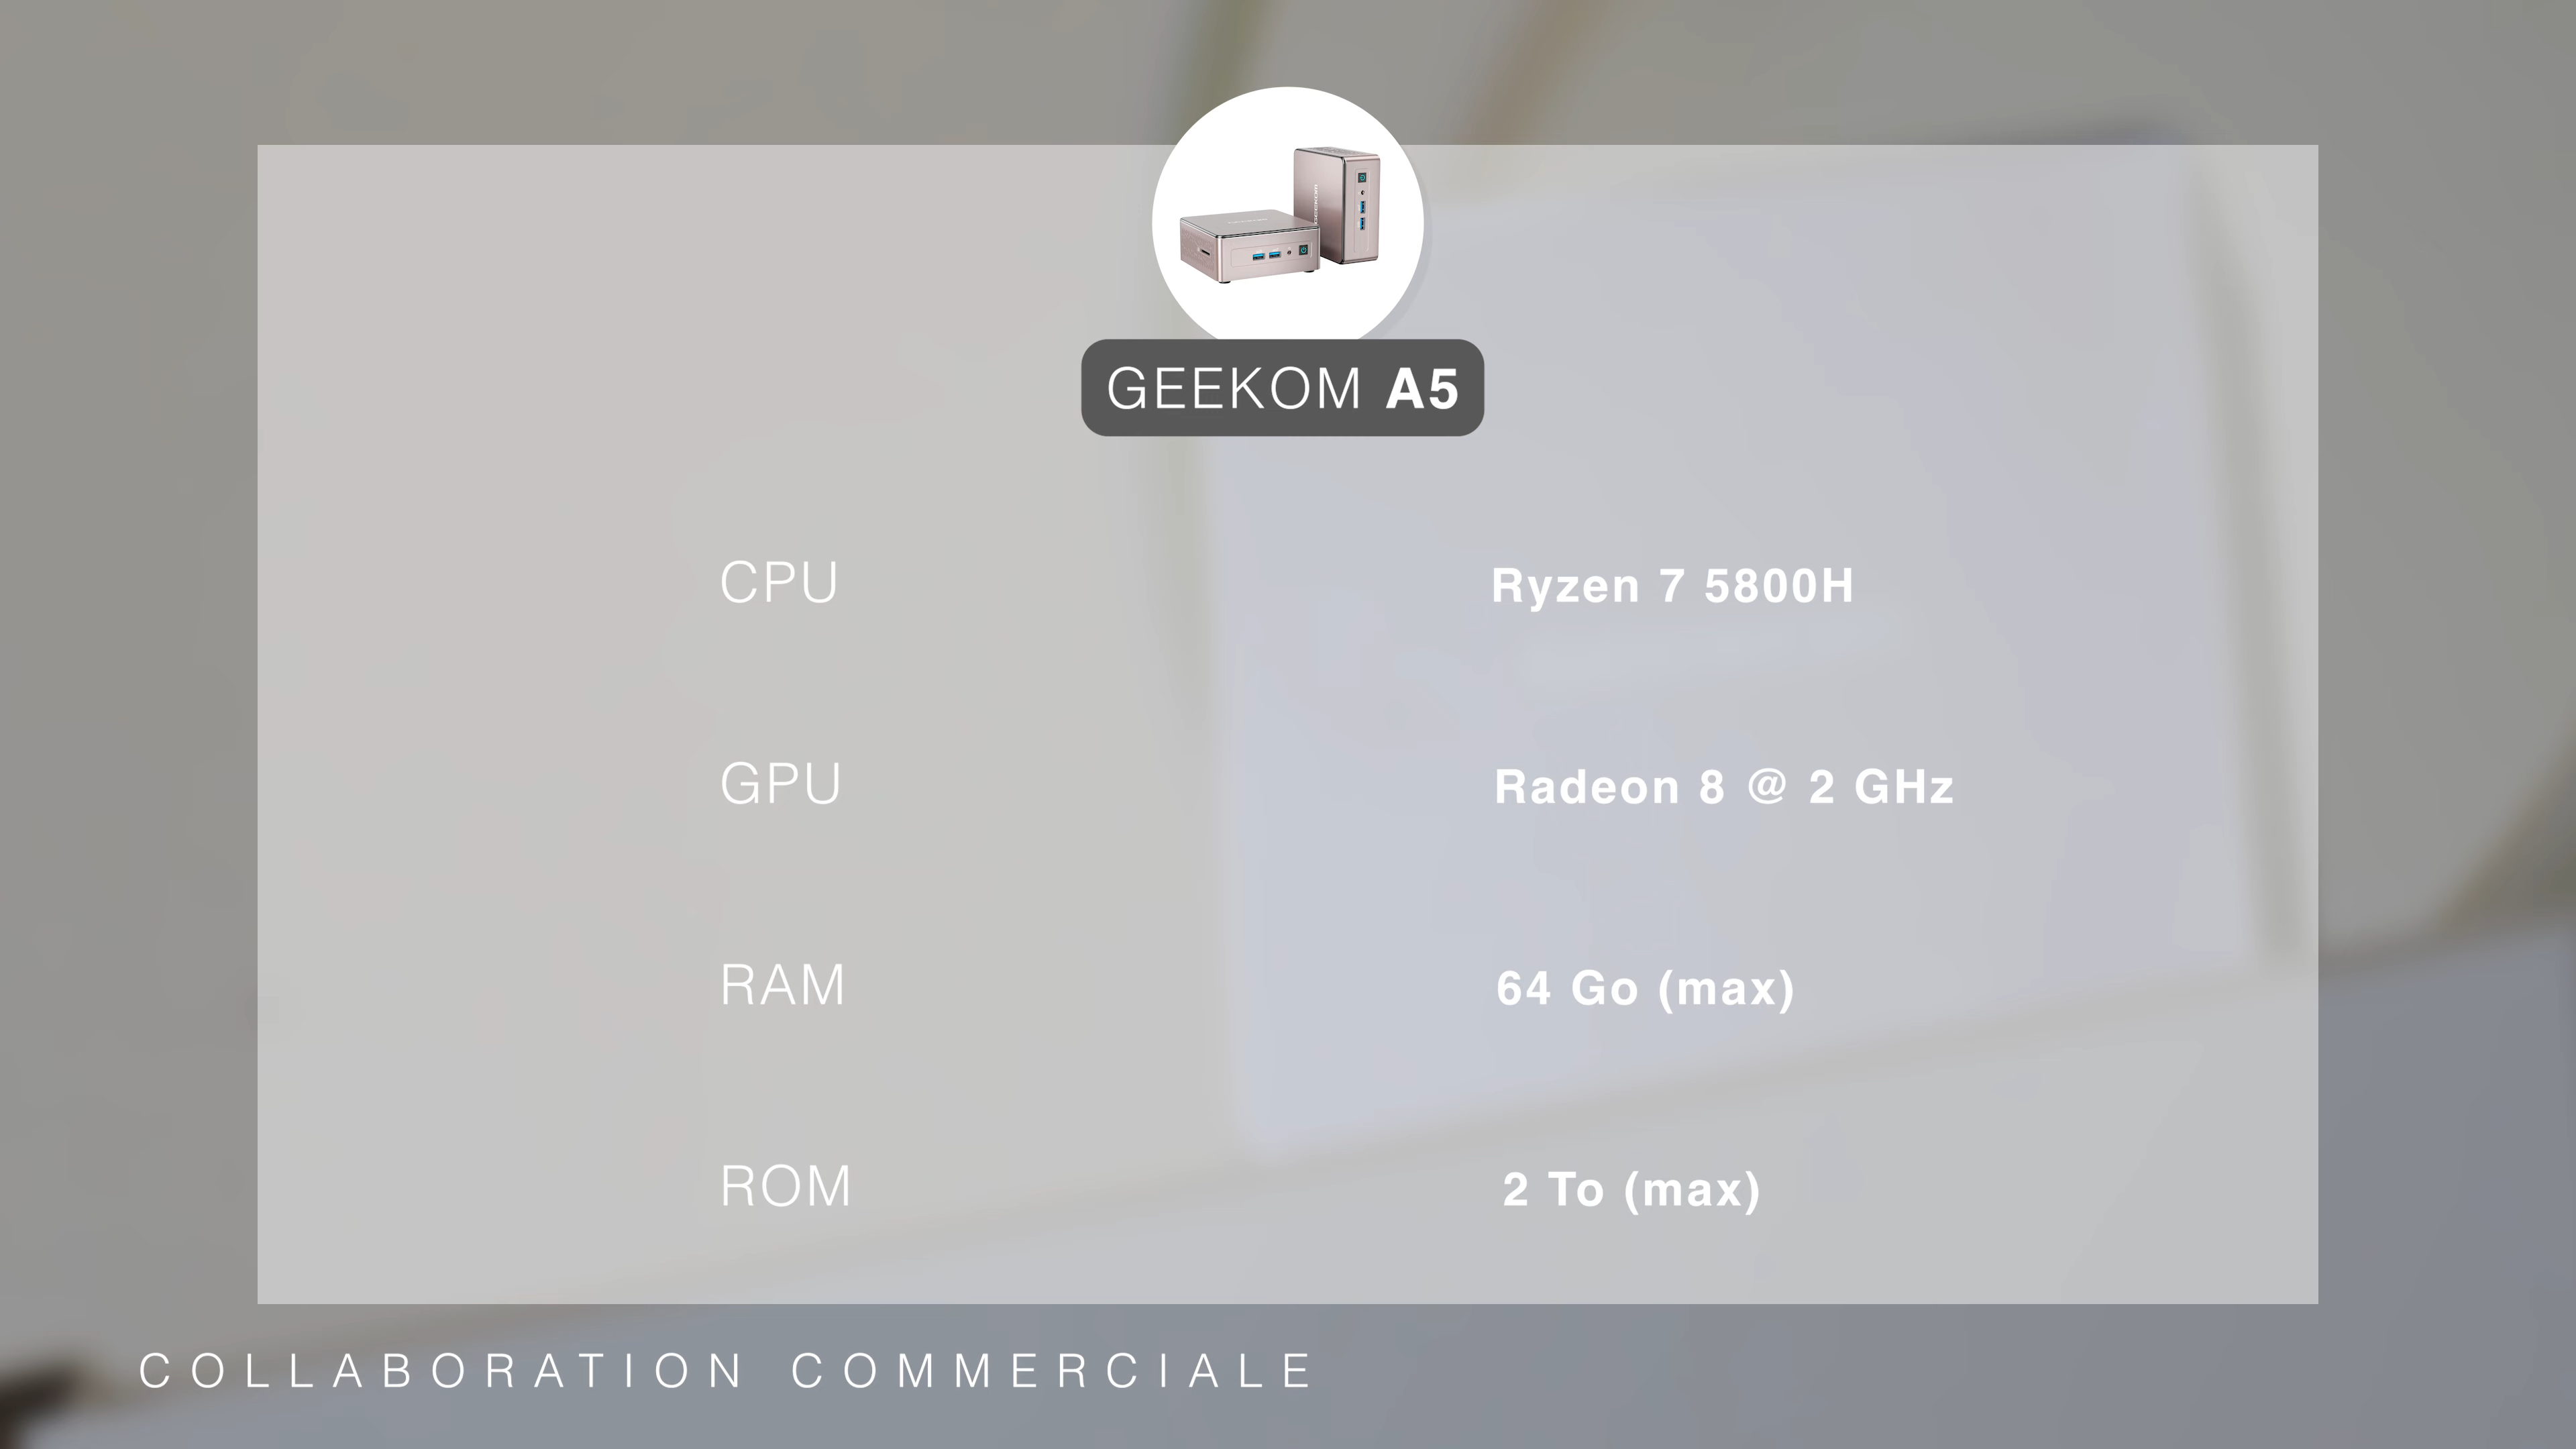 GEEKOM A5
CPU Ryzen 7 5800H
GPU Radeon 8 @ 2 GHz
RAM 64 Go (max)
ROM 2 To (max)
COLLABORATION COMMERCIALE